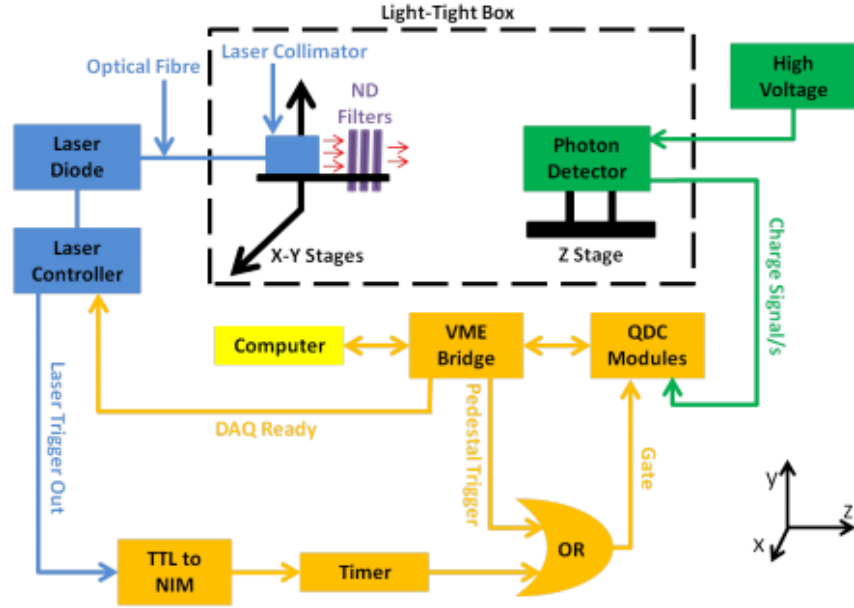 Light-Tight Box
Optical Fibre
Laser Collimator
ND
Filters
High
Voltage
Laser
Diode
Photon
Detector
Laser
Controller
X-Y Stages
Z Stage
Charge Signal/s
Computer
VME
Bridge
QDC
Modules
DAQ Ready
Pedestal Trigger
Gate
Laser Trigger Out
TTL to
NIM
Timer
OR
y
z
x